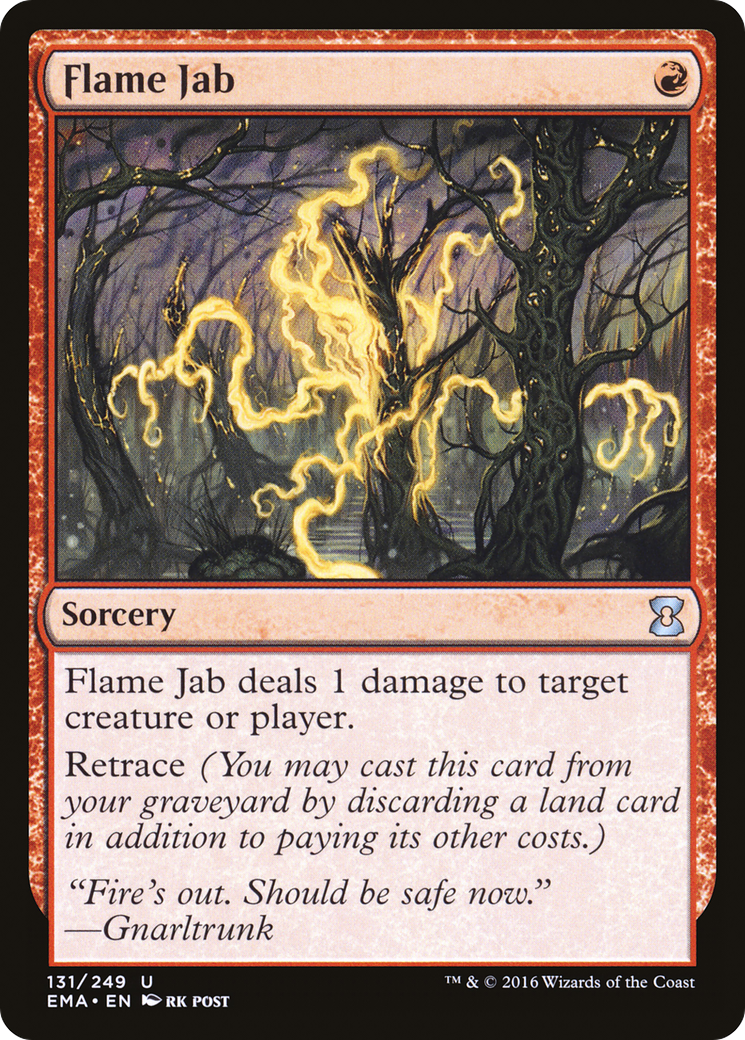 Flame Jab
Sorcery
Flame Jab deals 1 damage to target
creature or player.
Retrace (You may cast this card from
your graveyard by discarding a land card
in addition to paying its other costs.)
“Fire’s out. Should be safe now.”
—Gnarltrunk
131/249 U
™ & © 2016 Wizards of the Coast
EMA • EN RK POST